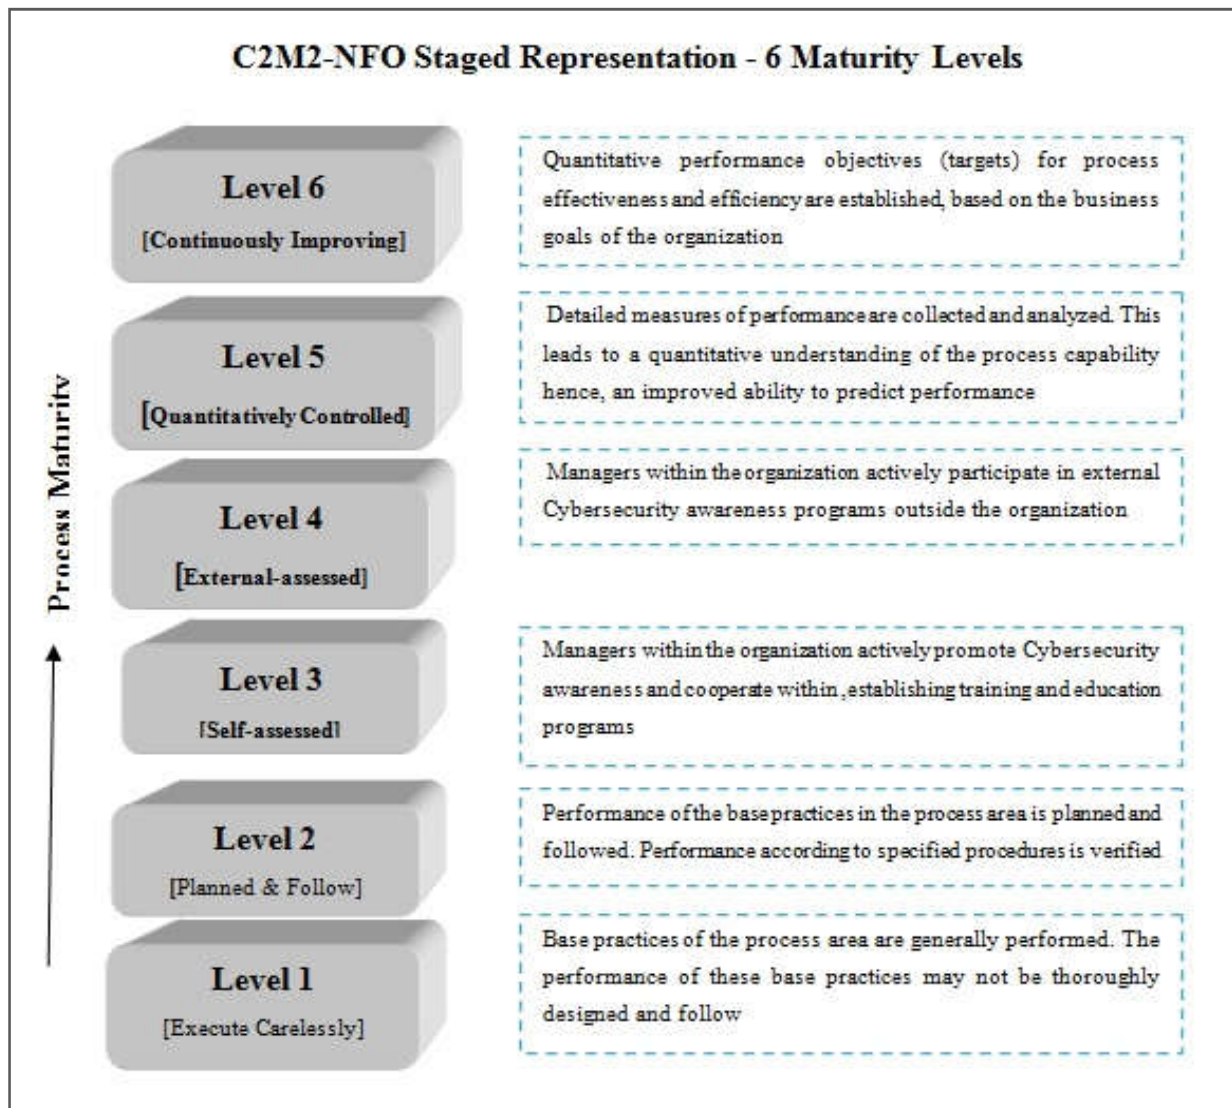 C2M2-NFO Staged Representation - 6 Maturity Levels
Level 6
[Continuously Improving]
Quantitative performance objectives (targets) for process
effectiveness and efficiency are established, based on the business
goals of the organization
Level 5
[Quantitatively Controlled]
Detailed measures of performance are collected and analyzed. This
leads to a quantitative understanding of the process capability
hence, an improved ability to predict performance
Level 4
[External-assessed]
Managers within the organization actively participate in external
Cybersecurity awareness programs outside the organization
Process Maturity
Level 3
[Self-assessed]
Managers within the organization actively promote Cybersecurity
awareness and cooperate within ,establishing training and education
programs
Level 2
[Planned & Follow]
Performance of the base practices in the process area is planned and
followed. Performance according to specified procedures is verified
Level 1
[Execute Carelessly]
Base practices of the process area are generally performed. The
performance of these base practices may not be thoroughly
designed and follow